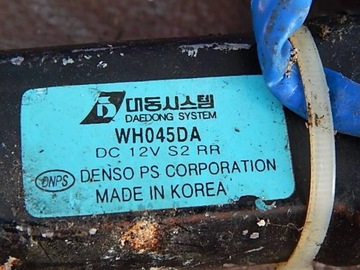 대동시스템
DAEDONG SYSTEM
WH045DA
DC 12V S2 RR
DNPS DENSO PS CORPORATION
MADE IN KOREA